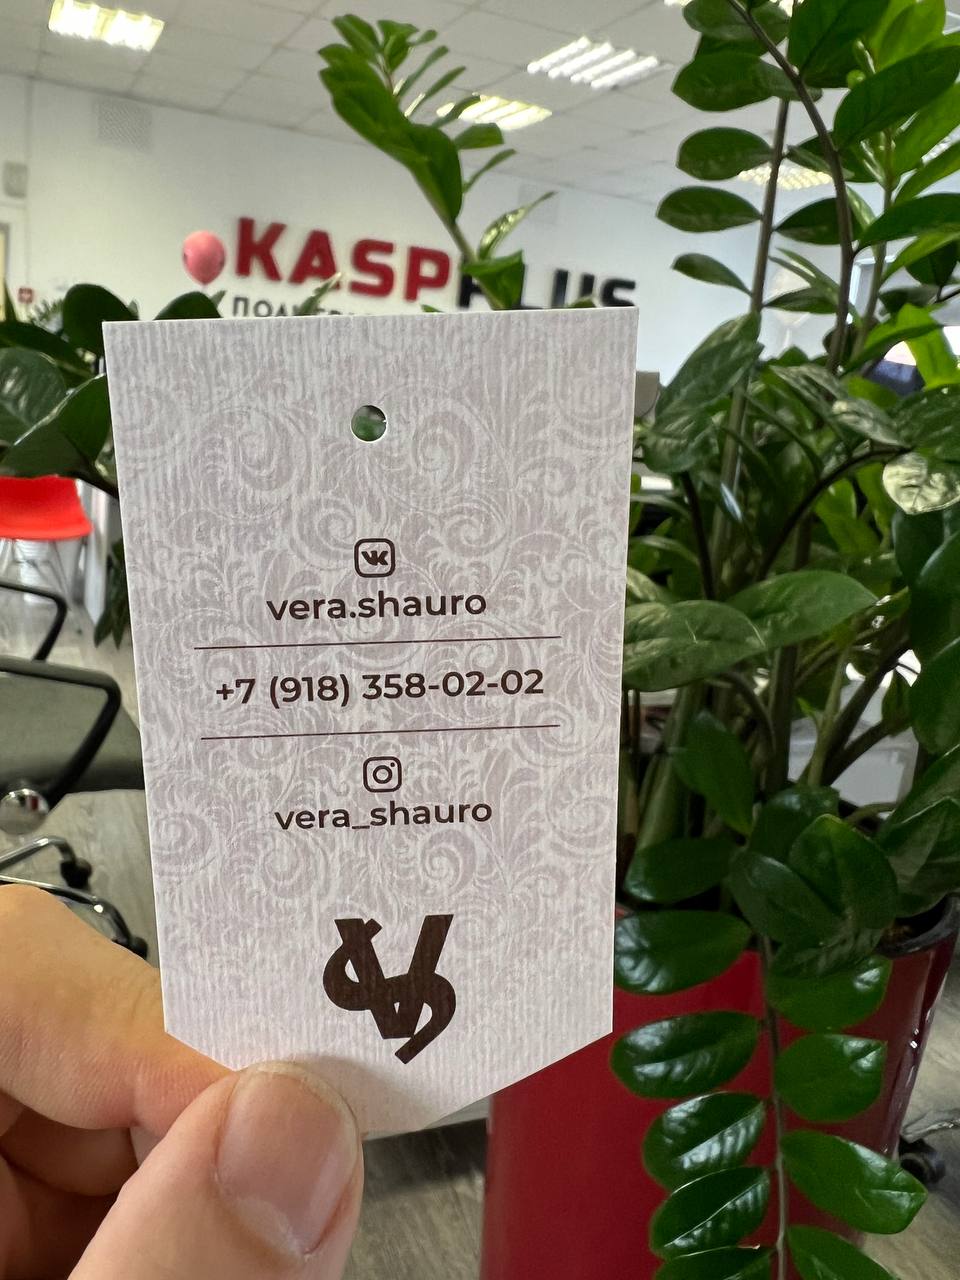 KASPPLUS
vera.shauro
+7 (918) 358-02-02
vera_shauro